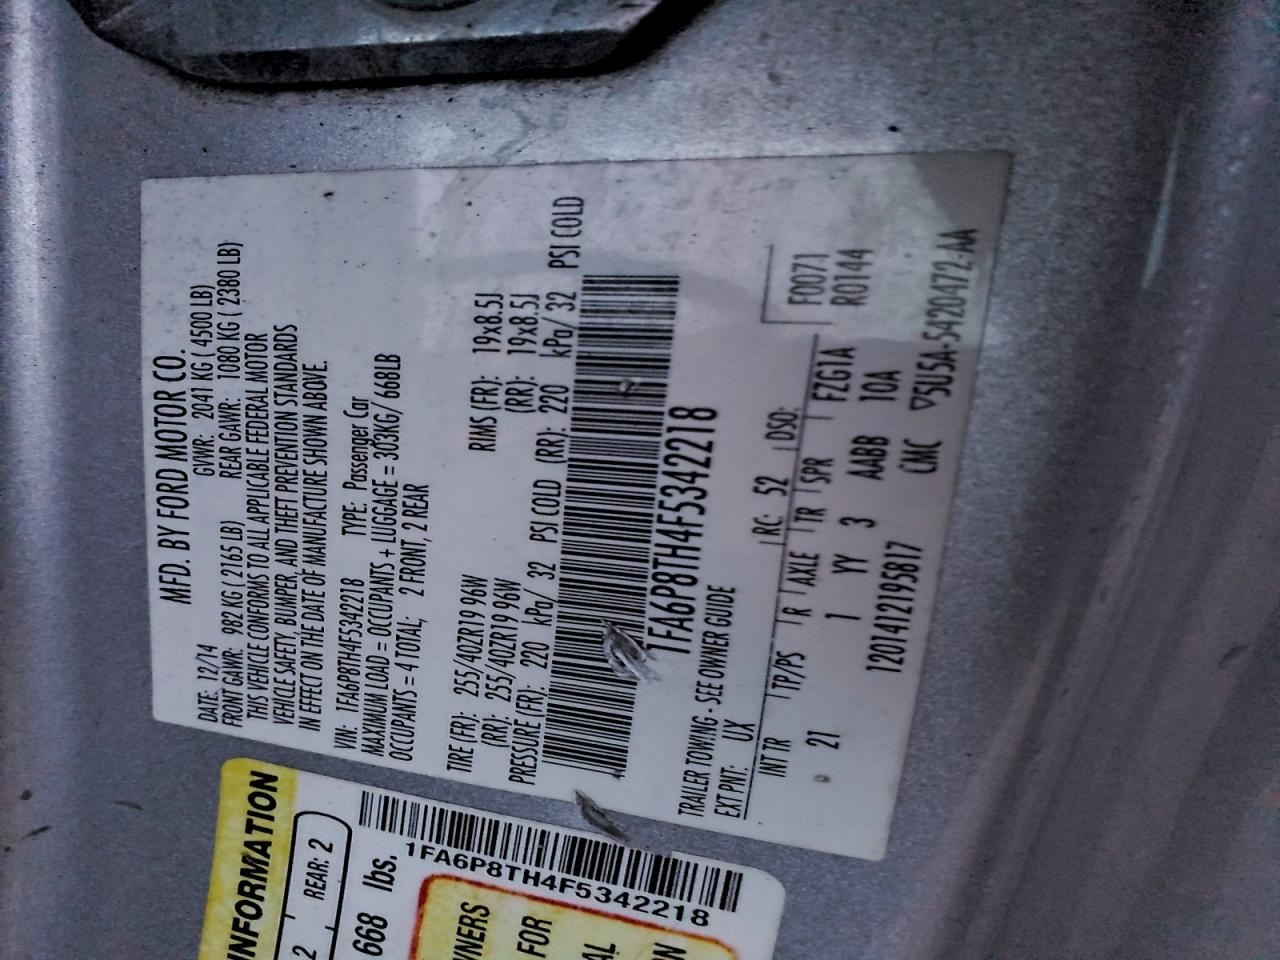 MFD. BY FORD MOTOR CO.
DATE: 12/14 GVWR: 2041 KG ( 4500 LB)
FRONT GAWR: 982 KG ( 2165 LB) REAR GAWR: 1080 KG ( 2380 LB)
THIS VEHICLE CONFORMS TO ALL APPLICABLE FEDERAL MOTOR
VEHICLE SAFETY, BUMPER, AND THEFT PREVENTION STANDARDS
IN EFFECT ON THE DATE OF MANUFACTURE SHOWN ABOVE.
VIN: 1FA6P8TH4F5342218 TYPE: Passenger Car
MAXIMUM LOAD = OCCUPANTS + LUGGAGE = 303KG/ 668LB
OCCUPANTS = 4 TOTAL; 2 FRONT, 2 REAR
TIRE (FR): 255/40ZR19 96W RIMS (FR): 19x8.5J
(RR): 255/40ZR19 96W (RR): 19x8.5J
PRESSURE (FR): 220 kPa/ 32 PSI COLD (RR): 220 kPa/ 32 PSI COLD
1FA6P8TH4F5342218
TRAILER TOWING - SEE OWNER GUIDE
EXT PNT: UX RC: 52 DSO:
INT TR TP/PS R AXLE TR SPR F0071
21 1 YY 3 AABB FZG1A R0144
1201412195817 10A
CMC ▽5U5A-5420472-AA
INFORMATION
2 REAR: 2
668 lbs.
1FA6P8TH4F5342218
FOR